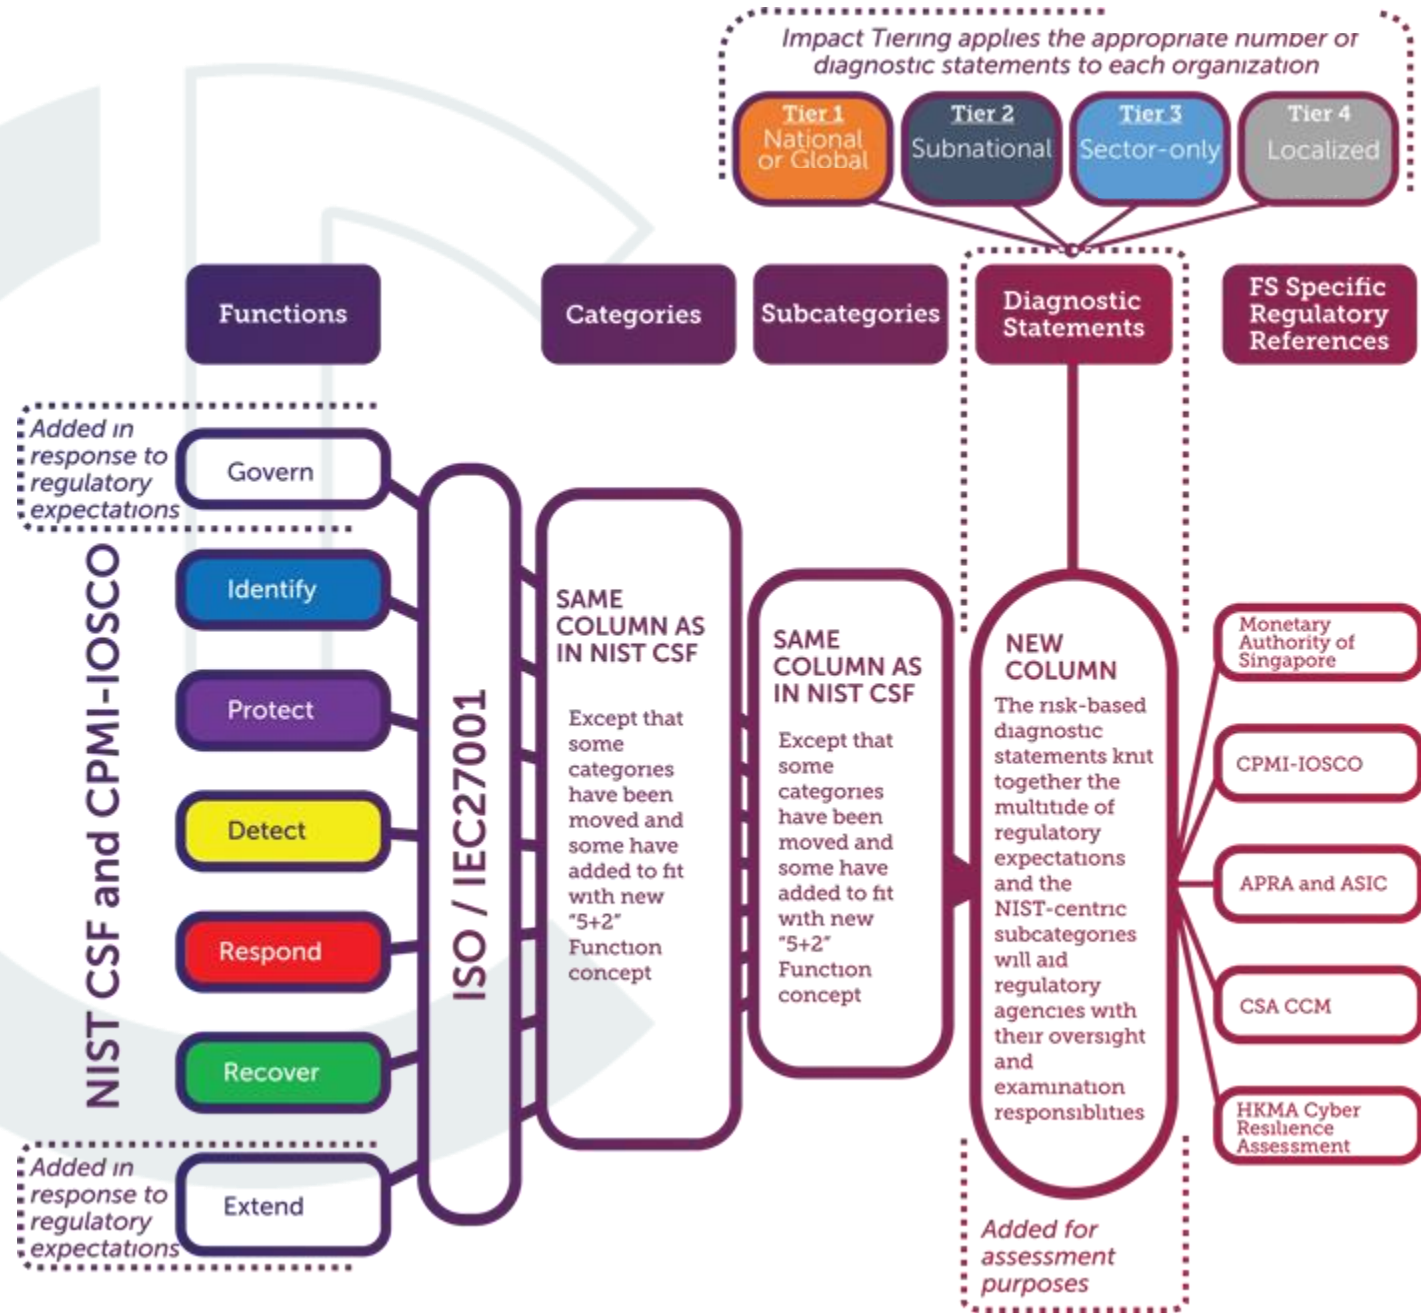 Impact Tiering applies the appropriate number of
diagnostic statements to each organization
Tier 1
National
or Global
Tier 2
Subnational
Tier 3
Sector-only
Tier 4
Localized
Functions
Categories
Subcategories
Diagnostic
Statements
FS Specific
Regulatory
References
Added in
response to
regulatory
expectations
NIST CSF and CPMI-IOSCO
Govern
Identify
Protect
Detect
Respond
Recover
Extend
Added in
response to
regulatory
expectations
ISO / IEC27001
SAME
COLUMN AS
IN NIST CSF
Except that
some
categories
have been
moved and
some have
added to fit
with new
"5+2"
Function
concept
SAME
COLUMN AS
IN NIST CSF
Except that
some
categories
have been
moved and
some have
added to fit
with new
"5+2"
Function
concept
NEW
COLUMN
The risk-based
diagnostic
statements knit
together the
multitide of
regulatory
expectations
and the
NIST-centric
subcategories
will aid
regulatory
agencies with
their oversight
and
examination
responsiblities
Added for
assessment
purposes
Monetary
Authority of
Singapore
CPMI-IOSCO
APRA and ASIC
CSA CCM
HKMA Cyber
Resilience
Assessment